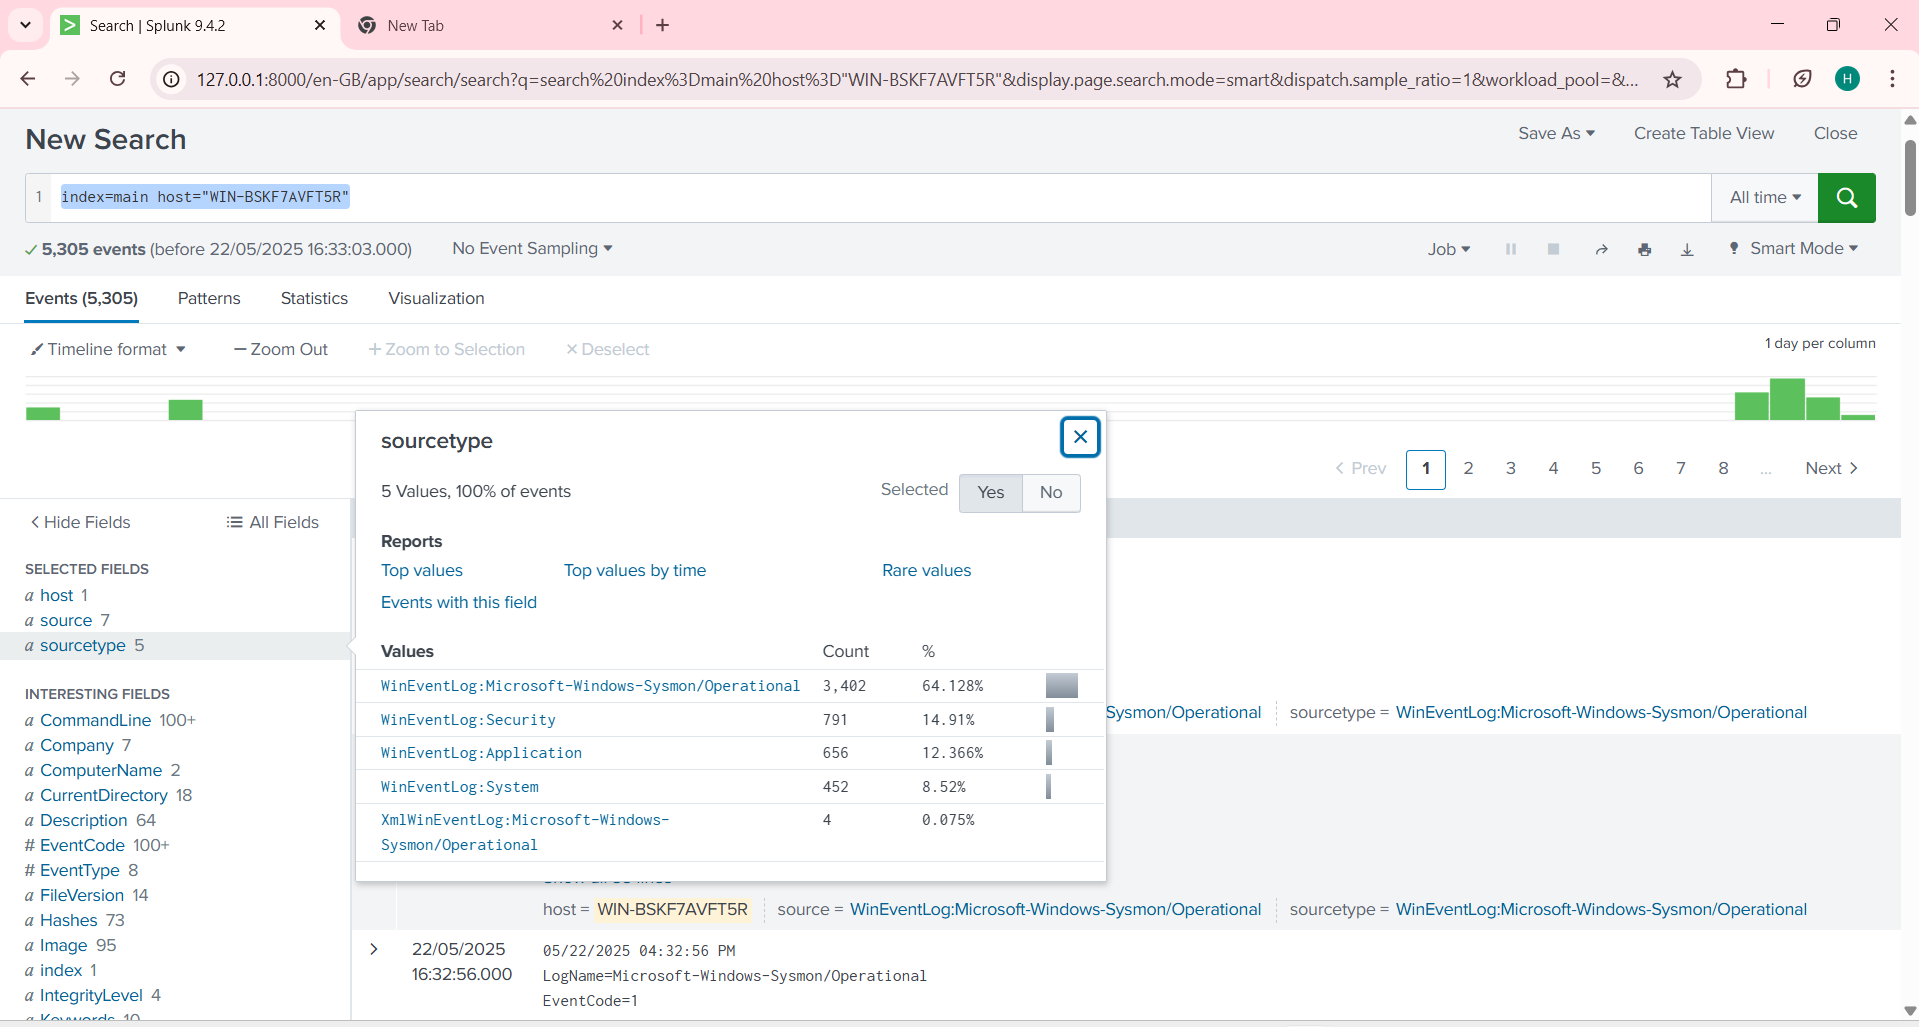 Search | Splunk 9.4.2
New Tab
127.0.0.1:8000/en-GB/app/search/search?q=search%20index%3Dmain%20host%3D"WIN-BSKF7AVFT5R"&display.page.search.mode=smart&dispatch.sample_ratio=1&workload_pool=&...
H
New Search
Save As
Create Table View
Close
1 index=main host="WIN-BSKF7AVFT5R"
All time
5,305 events (before 22/05/2025 16:33:03.000)
No Event Sampling
Job
Smart Mode
Events (5,305)
Patterns
Statistics
Visualization
Timeline format
Zoom Out
+ Zoom to Selection
× Deselect
1 day per column
Prev
1
2
3
4
5
6
7
8
...
Next
Hide Fields
All Fields
SELECTED FIELDS
a host 1
a source 7
a sourcetype 5
INTERESTING FIELDS
a CommandLine 100+
a Company 7
a ComputerName 2
a CurrentDirectory 18
a Description 64
# EventCode 100+
# EventType 8
a FileVersion 14
a Hashes 73
a Image 95
a index 1
a IntegrityLevel 4
a Keywords 10
sourcetype
5 Values, 100% of events
Selected
Yes
No
Reports
Top values
Top values by time
Rare values
Events with this field
Values Count %
WinEventLog:Microsoft-Windows-Sysmon/Operational 3,402 64.128%
WinEventLog:Security 791 14.91%
WinEventLog:Application 656 12.366%
WinEventLog:System 452 8.52%
XmlWinEventLog:Microsoft-Windows- 4 0.075%
Sysmon/Operational
Sysmon/Operational
sourcetype = WinEventLog:Microsoft-Windows-Sysmon/Operational
host = WIN-BSKF7AVFT5R
source = WinEventLog:Microsoft-Windows-Sysmon/Operational
sourcetype = WinEventLog:Microsoft-Windows-Sysmon/Operational
22/05/2025
16:32:56.000
05/22/2025 04:32:56 PM
LogName=Microsoft-Windows-Sysmon/Operational
EventCode=1